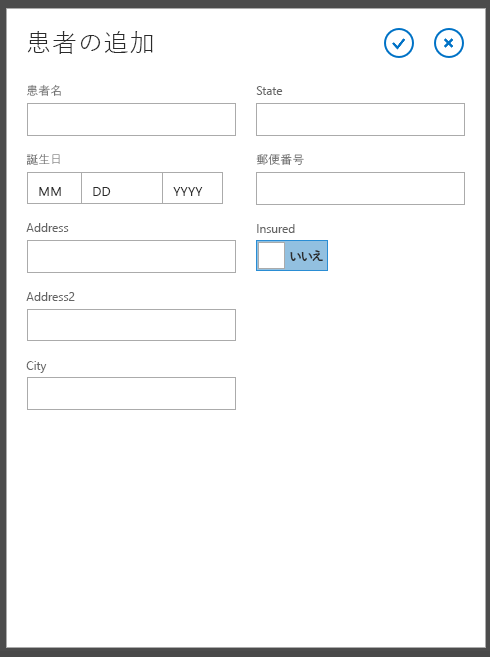 患者の追加
患者名
誕生日
MM DD YYYY
Address
Address2
City
State
郵便番号
Insured
いいえ